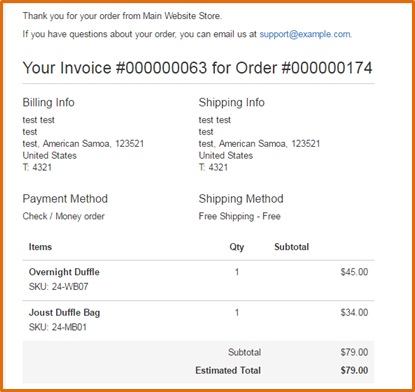 Thank you for your order from Main Website Store.
If you have questions about your order, you can email us at support@example.com.
Your Invoice #000000063 for Order #000000174
Billing Info
test test
test
test, American Samoa, 123521
United States
T: 4321
Shipping Info
test test
test
test, American Samoa, 123521
United States
T: 4321
Payment Method
Check / Money order
Shipping Method
Free Shipping - Free
Items Qty Subtotal
Overnight Duffle 1 $45.00
SKU: 24-WB07
Joust Duffle Bag 1 $34.00
SKU: 24-MB01
Subtotal $79.00
Estimated Total $79.00